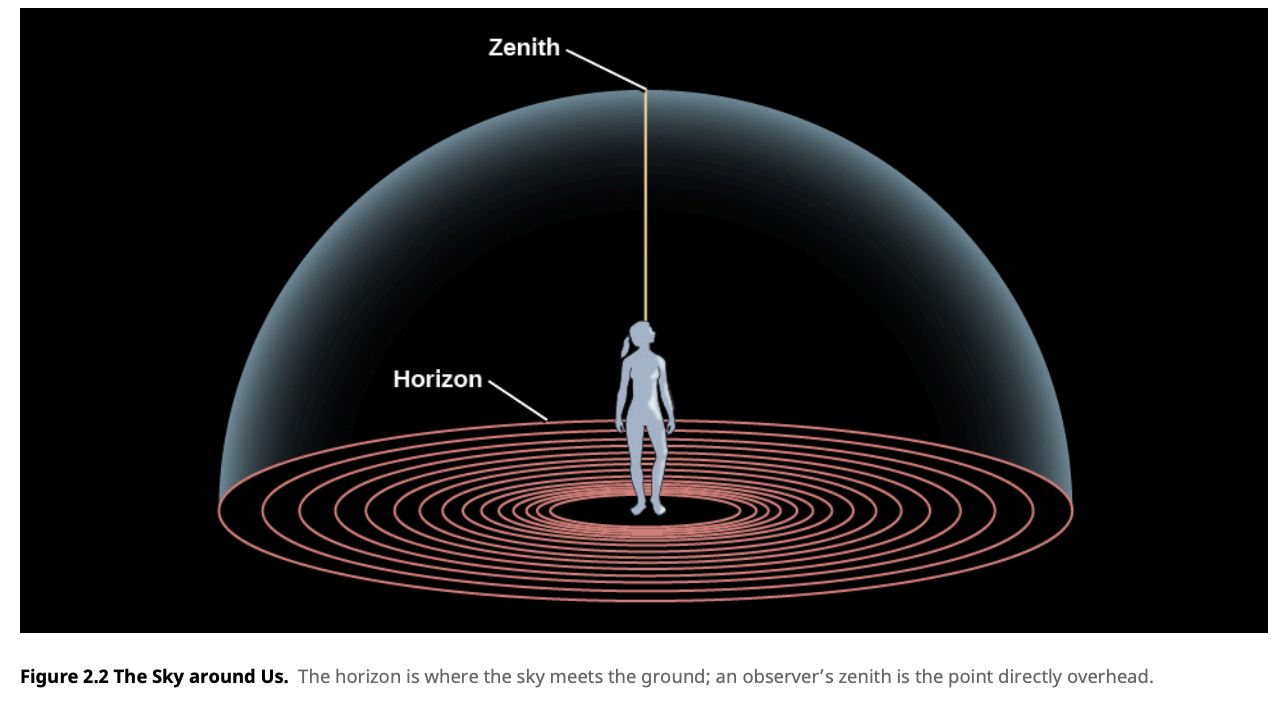 Zenith
Horizon
Figure 2.2 The Sky around Us. The horizon is where the sky meets the ground; an observer’s zenith is the point directly overhead.